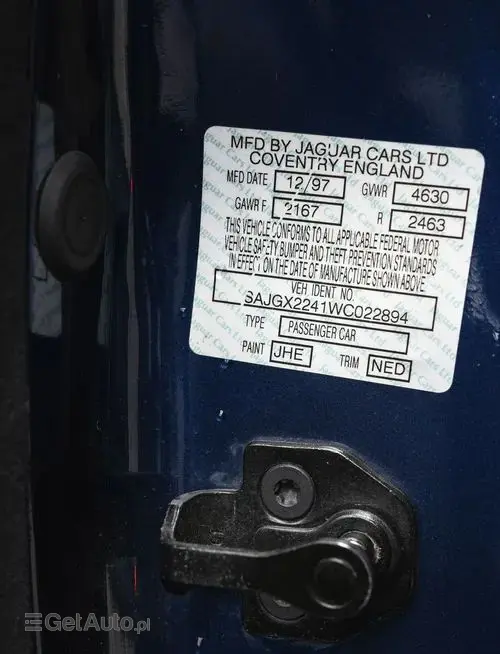 MFD BY JAGUAR CARS LTD
COVENTRY ENGLAND
MFD DATE 12/97 GVWR 4630
GAWR F 2167 R 2463
THIS VEHICLE CONFORMS TO ALL APPLICABLE FEDERAL MOTOR
VEHICLE SAFETY BUMPER AND THEFT PREVENTION STANDARDS
IN EFFECT ON THE DATE OF MANUFACTURE SHOWN ABOVE
VEH IDENT NO.
SAJGX2241WC022894
TYPE PASSENGER CAR
PAINT JHE TRIM NED
GetAuto.pl